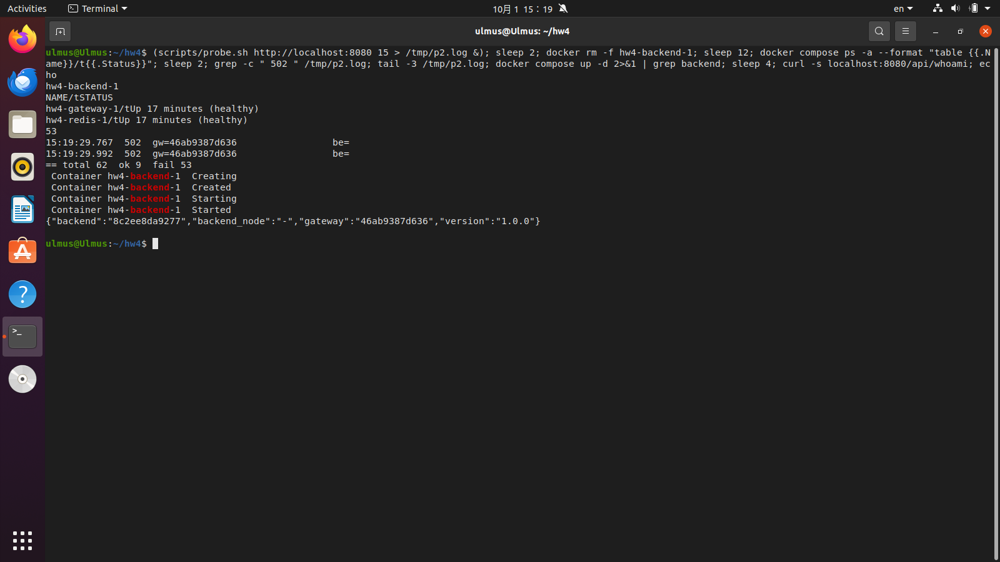 Activities
Terminal
10月 1 15：19
en
ulmus@Ulmus: ~/hw4
ulmus@Ulmus:~/hw4$ (scripts/probe.sh http://localhost:8080 15 > /tmp/p2.log &); sleep 2; docker rm -f hw4-backend-1; sleep 12; docker compose ps -a --format "table {{.N
ame}}/t{{.Status}}"; sleep 2; grep -c " 502 " /tmp/p2.log; tail -3 /tmp/p2.log; docker compose up -d 2>&1 | grep backend; sleep 4; curl -s localhost:8080/api/whoami; ec
ho
hw4-backend-1
NAME/tSTATUS
hw4-gateway-1/tUp 17 minutes (healthy)
hw4-redis-1/tUp 17 minutes (healthy)
53
15:19:29.767  502  gw=46ab9387d636                 be=
15:19:29.992  502  gw=46ab9387d636                 be=
== total 62  ok 9  fail 53
 Container hw4-backend-1  Creating
 Container hw4-backend-1  Created
 Container hw4-backend-1  Starting
 Container hw4-backend-1  Started
{"backend":"8c2ee8da9277","backend_node":"-","gateway":"46ab9387d636","version":"1.0.0"}
ulmus@Ulmus:~/hw4$